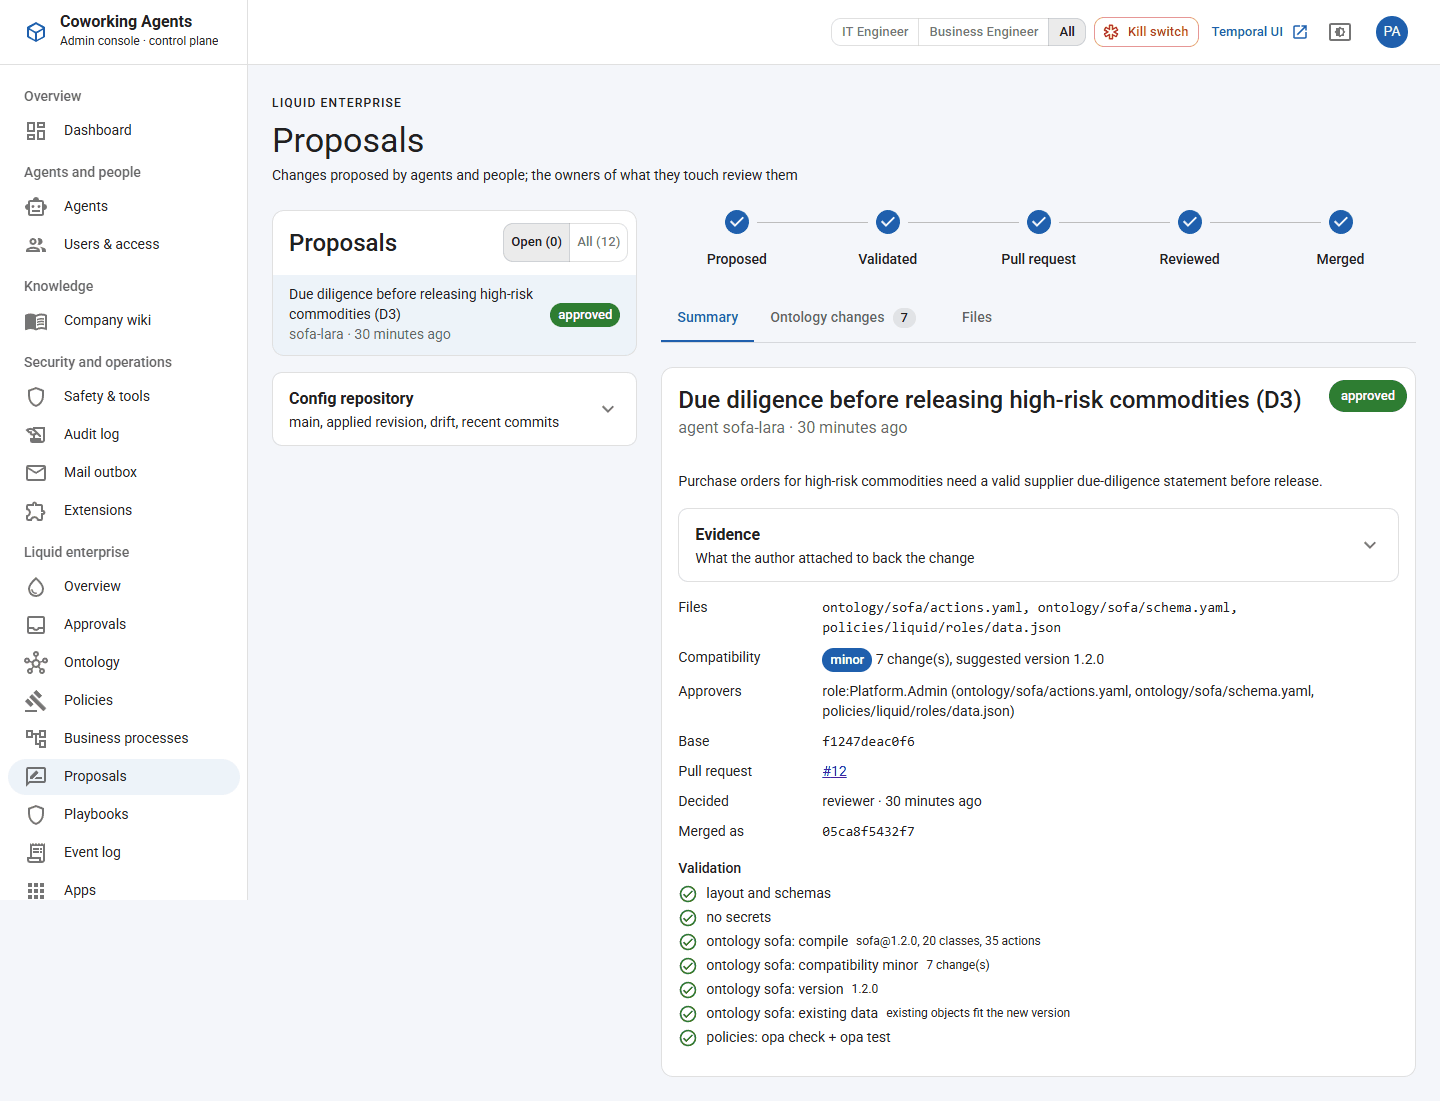 Coworking Agents
Admin console · control plane
IT Engineer
Business Engineer
All
Kill switch
Temporal UI
PA
Overview
Dashboard
Agents and people
Agents
Users & access
Knowledge
Company wiki
Security and operations
Safety & tools
Audit log
Mail outbox
Extensions
Liquid enterprise
Overview
Approvals
Ontology
Policies
Business processes
Proposals
Playbooks
Event log
Apps
LIQUID ENTERPRISE
Proposals
Changes proposed by agents and people; the owners of what they touch review them
Proposals
Open (0)
All (12)
Due diligence before releasing high-risk
commodities (D3)
approved
sofa-lara · 30 minutes ago
Config repository
main, applied revision, drift, recent commits
Proposed
Validated
Pull request
Reviewed
Merged
Summary
Ontology changes 7
Files
Due diligence before releasing high-risk commodities (D3)
approved
agent sofa-lara · 30 minutes ago
Purchase orders for high-risk commodities need a valid supplier due-diligence statement before release.
Evidence
What the author attached to back the change
Files ontology/sofa/actions.yaml, ontology/sofa/schema.yaml,
policies/liquid/roles/data.json
Compatibility minor 7 change(s), suggested version 1.2.0
Approvers role:Platform.Admin (ontology/sofa/actions.yaml, ontology/sofa/schema.yaml,
policies/liquid/roles/data.json)
Base f1247deac0f6
Pull request #12
Decided reviewer · 30 minutes ago
Merged as 05ca8f5432f7
Validation
layout and schemas
no secrets
ontology sofa: compile sofa@1.2.0, 20 classes, 35 actions
ontology sofa: compatibility minor 7 change(s)
ontology sofa: version 1.2.0
ontology sofa: existing data existing objects fit the new version
policies: opa check + opa test